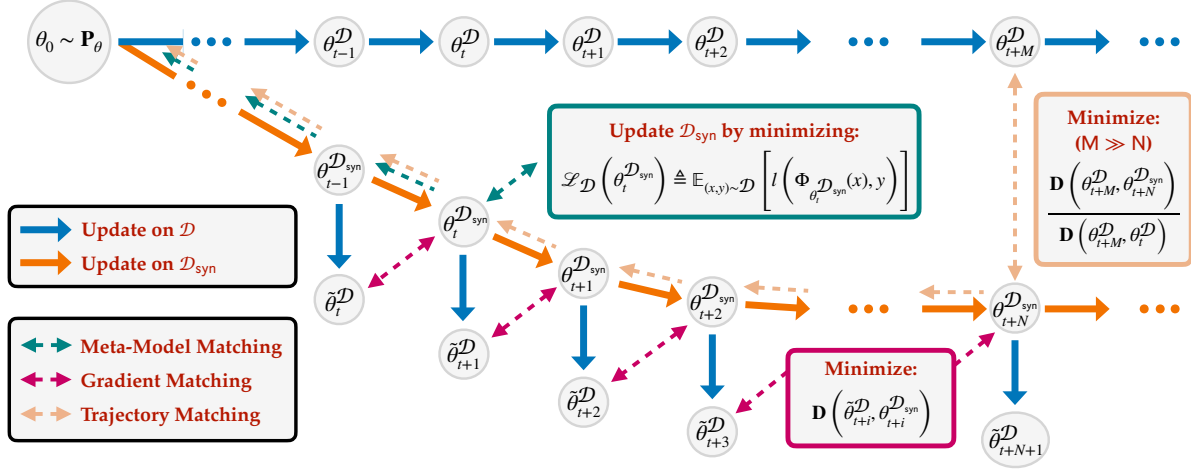 θ₀ ∼ P_θ
θ^𝒟_{t−1}
θ^𝒟_t
θ^𝒟_{t+1}
θ^𝒟_{t+2}
θ^𝒟_{t+M}
Update 𝒟_syn by minimizing:
ℒ_𝒟 (θ_t^{𝒟_syn}) ≜ 𝔼_{(x,y)∼𝒟} [l (Φ_{θ_t^{𝒟_syn}}(x), y)]
Minimize:
(M ≫ N)
D (θ^𝒟_{t+M}, θ^{𝒟_syn}_{t+N})
D (θ^𝒟_{t+M}, θ^𝒟_t)
θ^{𝒟_syn}_{t−1}
θ^{𝒟_syn}_t
θ^{𝒟_syn}_{t+1}
θ^{𝒟_syn}_{t+2}
θ^{𝒟_syn}_{t+N}
Update on 𝒟
Update on 𝒟_syn
θ̃^𝒟_t
θ̃^𝒟_{t+1}
θ̃^𝒟_{t+2}
θ̃^𝒟_{t+3}
θ̃^𝒟_{t+N+1}
Meta-Model Matching
Gradient Matching
Trajectory Matching
Minimize:
D (θ̃^𝒟_{t+i}, θ^{𝒟_syn}_{t+i})